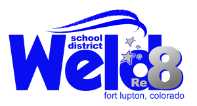 school
district
Weld
Re 8
fort lupton, colorado